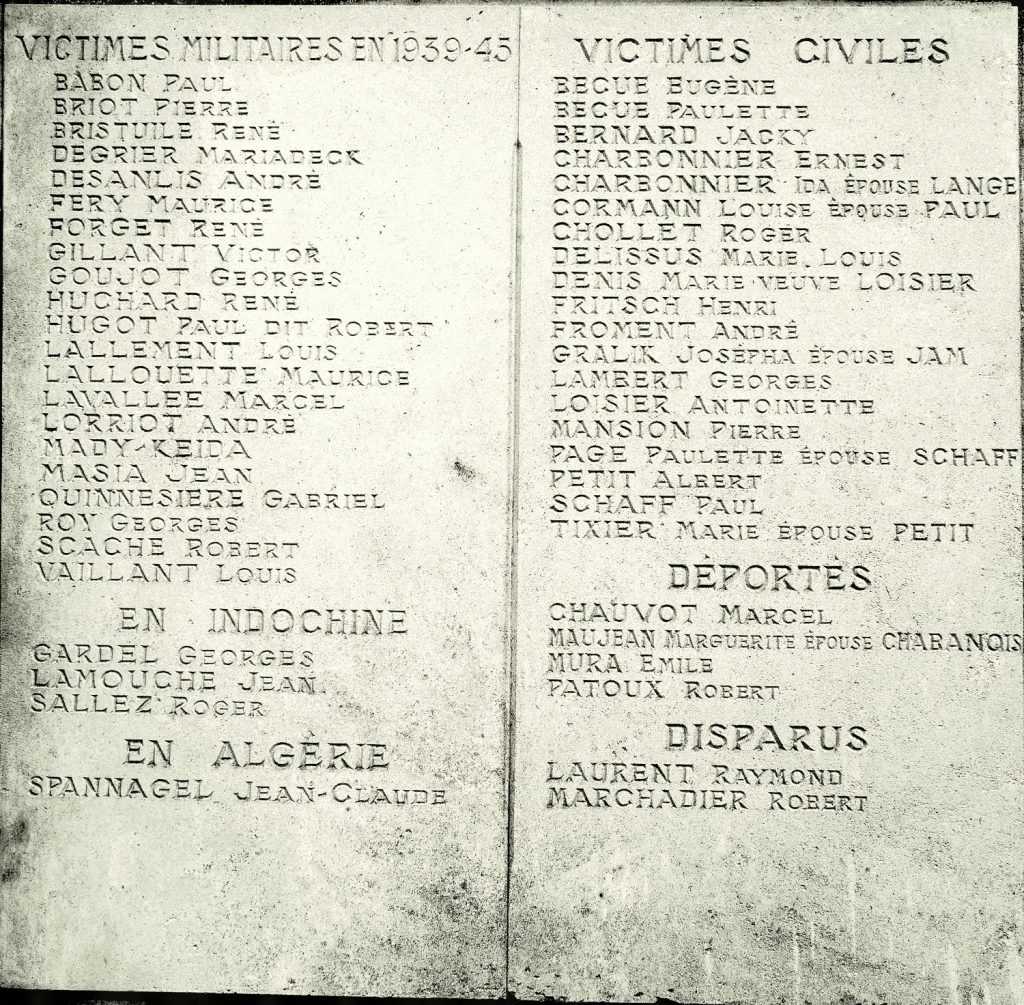 VICTIMES MILITAIRES EN 1939-45
BABON PAUL
BRIOT PIERRE
BRISTUILE RENÉ
DEGRIER MARIADECK
DESANLIS ANDRÉ
FERY MAURICE
FORGET RENÉ
GILLANT VICTOR
GOUJOT GEORGES
HUCHARD RENÉ
HUGOT PAUL DIT ROBERT
LALLEMENT LOUIS
LALLOUETTE MAURICE
LAVALLEE MARCEL
LORRIOT ANDRÉ
MADY-KEIDA
MASIA JEAN
QUINNESIERE GABRIEL
ROY GEORGES
SCACHE ROBERT
VAILLANT LOUIS
EN INDOCHINE
GARDEL GEORGES
LAMOUCHE JEAN
SALLEZ ROGER
EN ALGÉRIE
SPANNAGEL JEAN-CLAUDE
VICTIMES CIVILES
BECUE EUGÈNE
BECUE PAULETTE
BERNARD JACKY
CHARBONNIER ERNEST
CHARBONNIER IDA ÉPOUSE LANGE
CORMANN LOUISE ÉPOUSE PAUL
CHOLLET ROGER
DELISSUS MARIE LOUIS
DENIS MARIE VEUVE LOISIER
FRITSCH HENRI
FROMENT ANDRÉ
GRALIK JOSÉPHA ÉPOUSE JAM
LAMBERT GEORGES
LOISIER ANTOINETTE
MANSION PIERRE
PAGE PAULETTE ÉPOUSE SCHAFF
PETIT ALBERT
SCHAFF PAUL
TIXIER MARIE ÉPOUSE PETIT
DÉPORTÉS
CHAUVOT MARCEL
MAUJEAN MARGUERITE ÉPOUSE CHABANOIS
MURA EMILE
PATOUX ROBERT
DISPARUS
LAURENT RAYMOND
MARCHADIER ROBERT